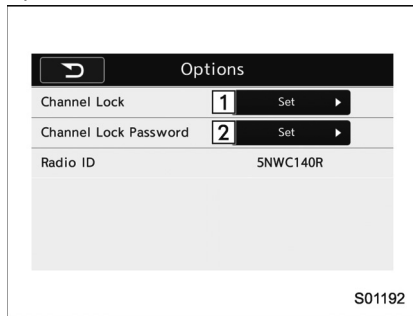 Options
Channel Lock 1 Set
Channel Lock Password 2 Set
Radio ID 5NWC140R
S01192